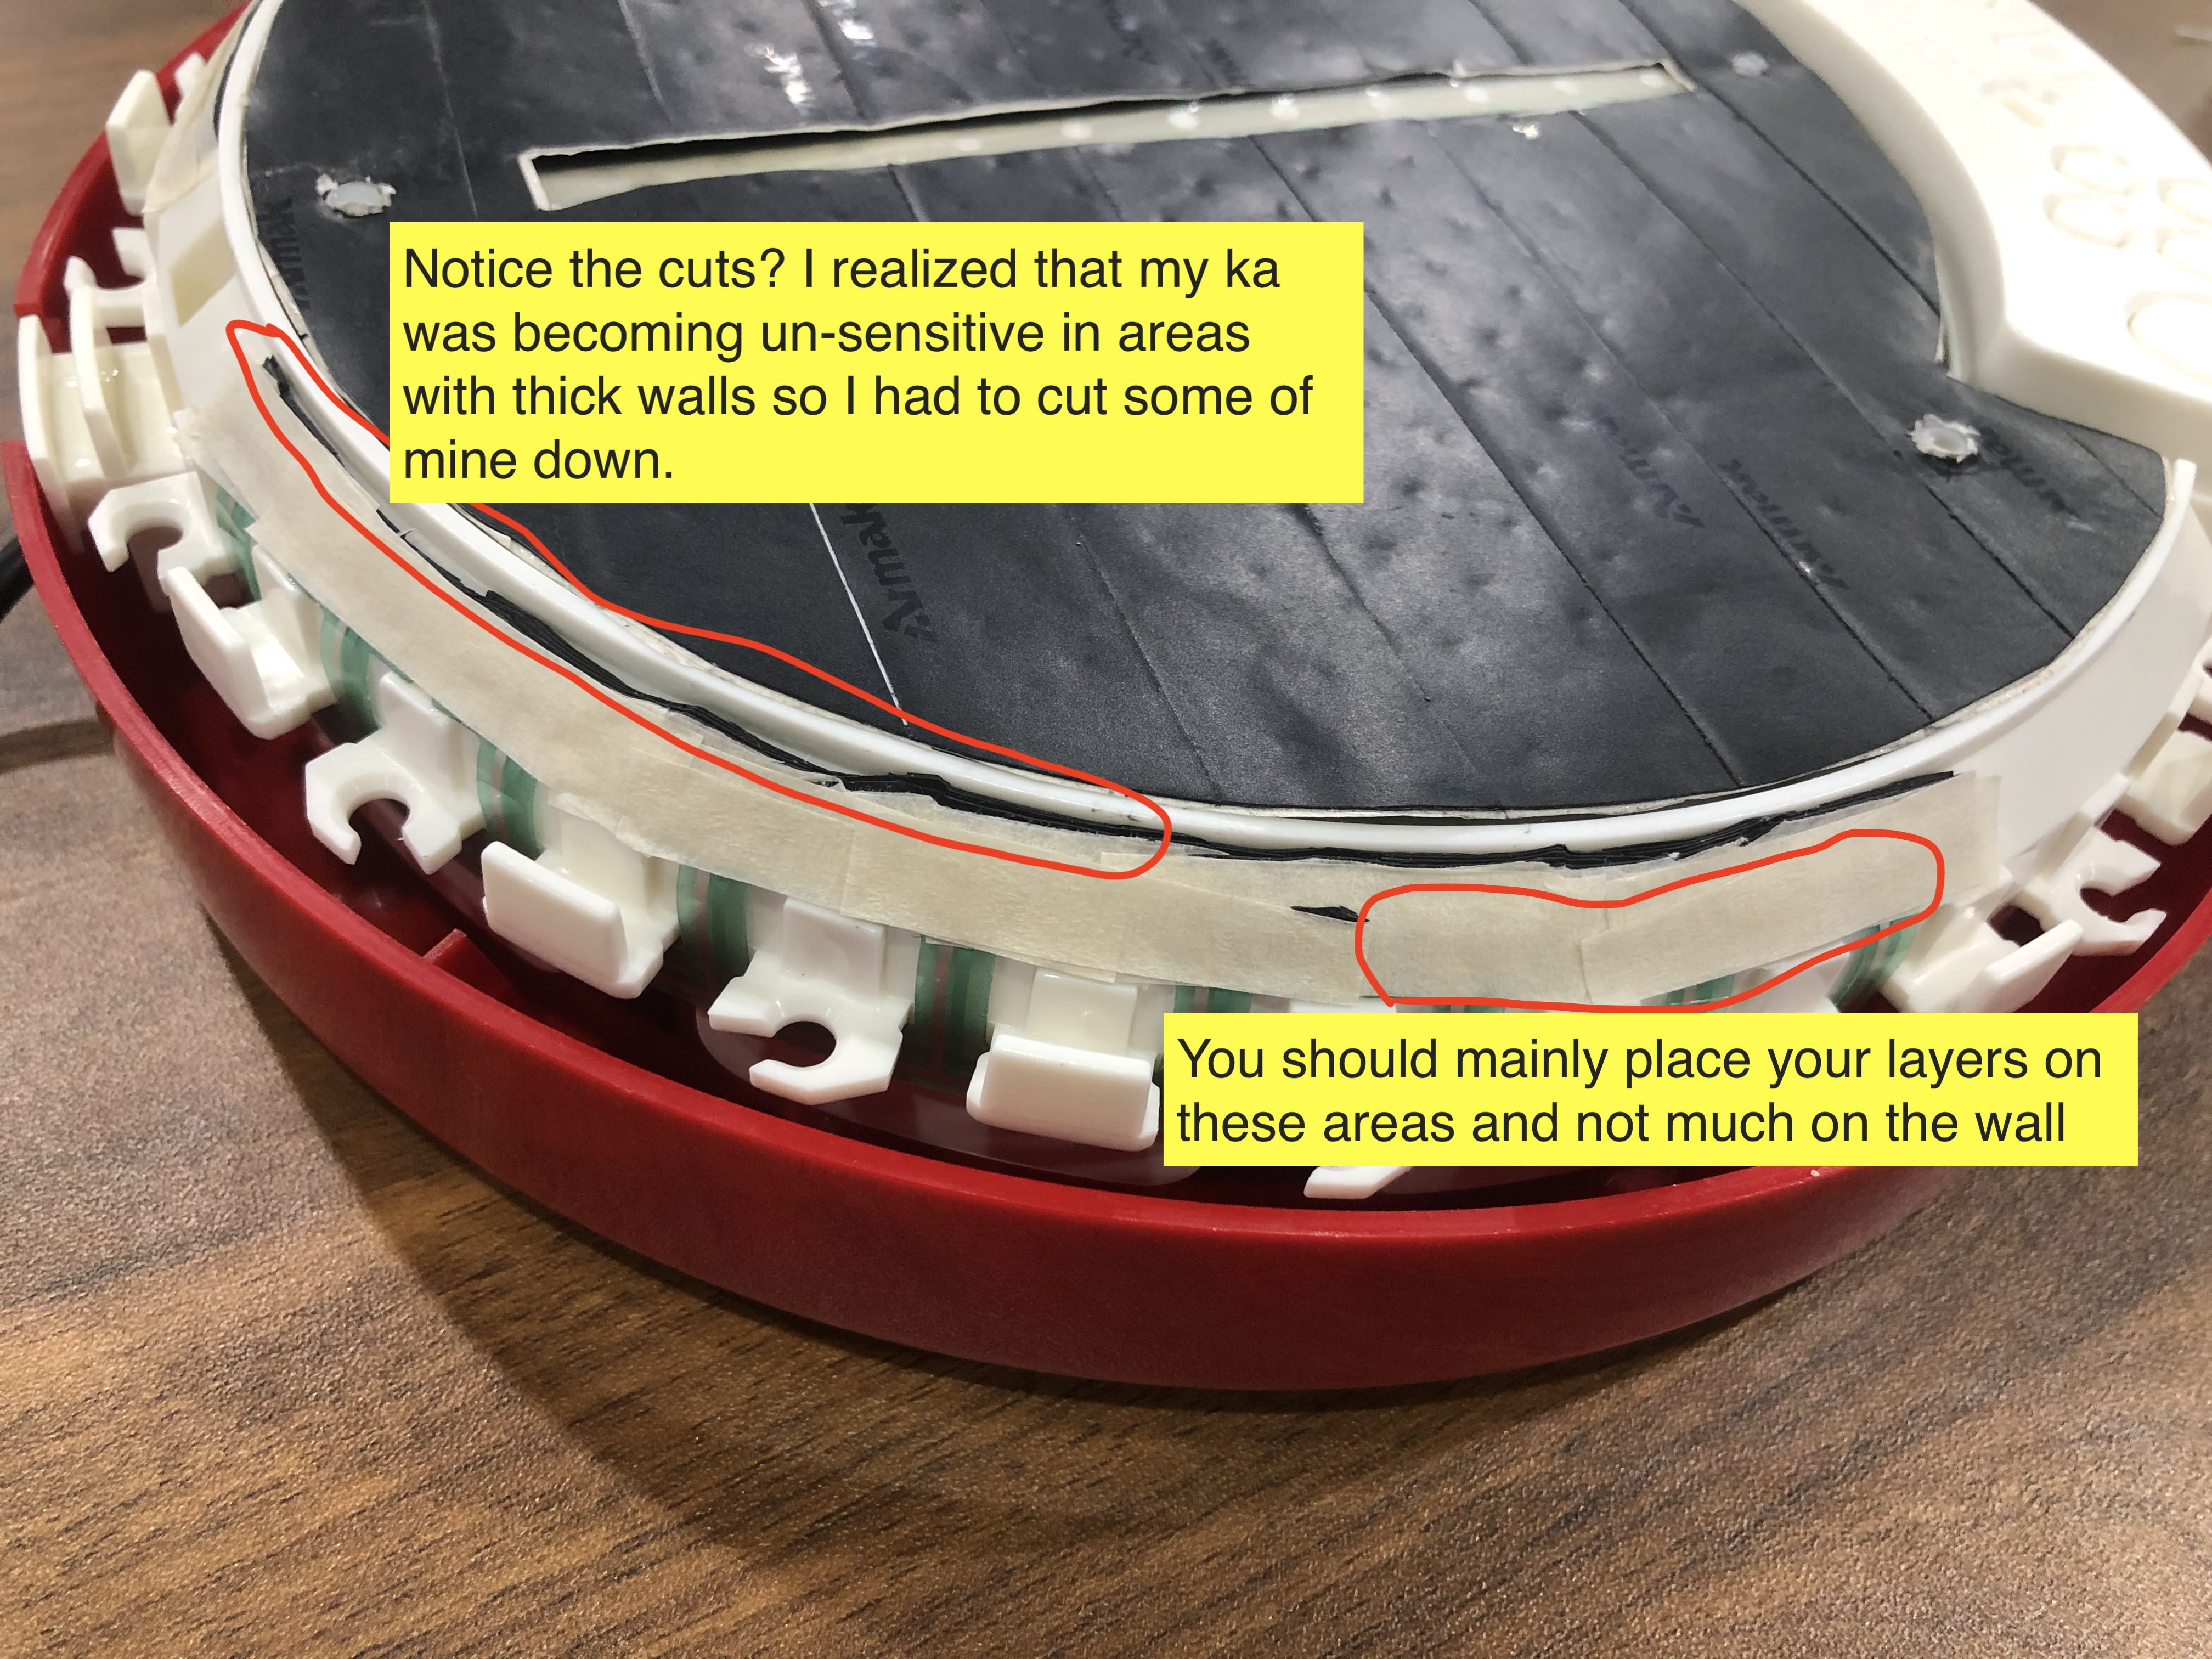 Notice the cuts? I realized that my ka
was becoming un-sensitive in areas
with thick walls so I had to cut some of
mine down.
Armak
You should mainly place your layers on
these areas and not much on the wall